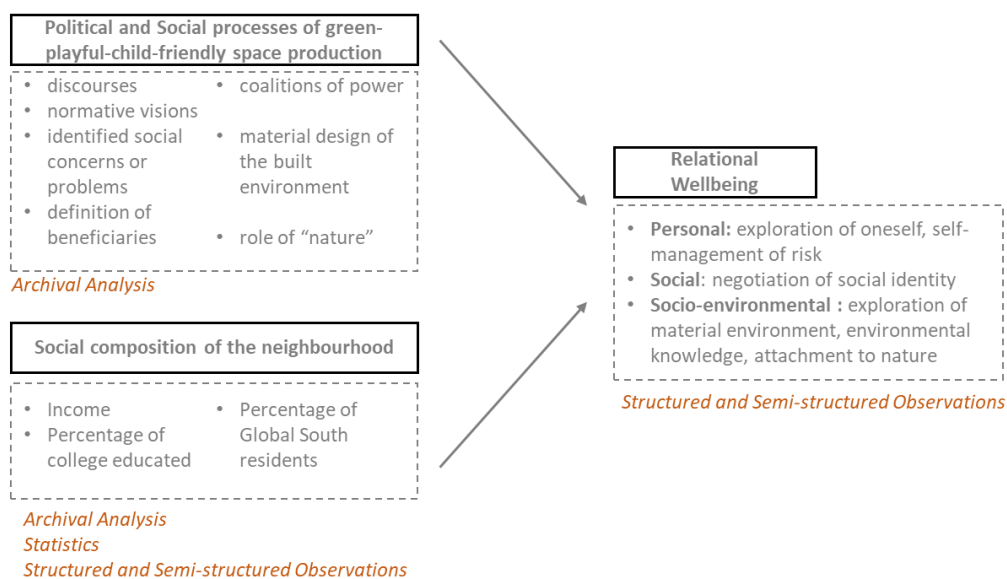 Political and Social processes of green-
playful-child-friendly space production
• discourses
• normative visions
• identified social
concerns or
problems
• definition of
beneficiaries
• coalitions of power
• material design of
the built
environment
• role of “nature”
Archival Analysis
Social composition of the neighbourhood
• Income
• Percentage of
college educated
• Percentage of
Global South
residents
Archival Analysis
Statistics
Structured and Semi-structured Observations
Relational
Wellbeing
• Personal: exploration of oneself, self-
management of risk
• Social: negotiation of social identity
• Socio-environmental : exploration of
material environment, environmental
knowledge, attachment to nature
Structured and Semi-structured Observations